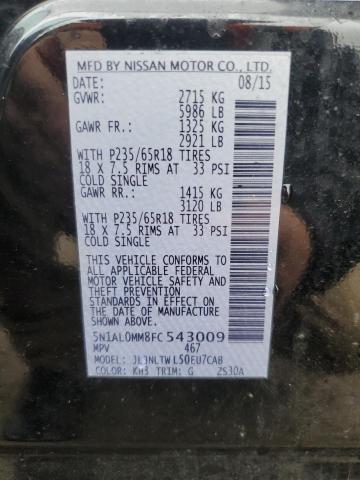 MFD BY NISSAN MOTOR CO., LTD.
DATE: 08/15
GVWR: 2715 KG
5986 LB
GAWR FR.: 1325 KG
2921 LB
WITH P235/65R18 TIRES
18 X 7.5 RIMS AT 33 PSI
COLD SINGLE
GAWR RR: 1415 KG
3120 LB
WITH P235/65R18 TIRES
18 X 7.5 RIMS AT 33 PSI
COLD SINGLE
THIS VEHICLE CONFORMS TO
ALL APPLICABLE FEDERAL
MOTOR VEHICLE SAFETY
AND THEFT PREVENTION
STANDARDS IN EFFECT ON
THE DATE OF MANUFACTURE
SHOWN ABOVE.
5N1AL0MM8FC543009
MPV 467
MODEL: JL3NLTWL50EU7CAB
COLOR: KH3 TRIM: G ZS30A